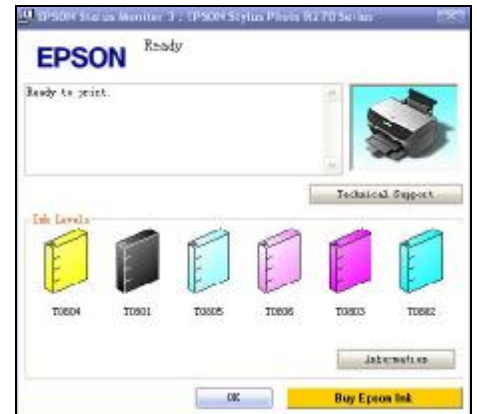 EPSON Status Monitor 3 : EPSON Stylus Photo R270 Series
EPSON
Ready
Ready to print.
Technical Support
Ink Levels
T0804 T0801 T0805 T0806 T0803 T0802
Information
OK
Buy Epson Ink